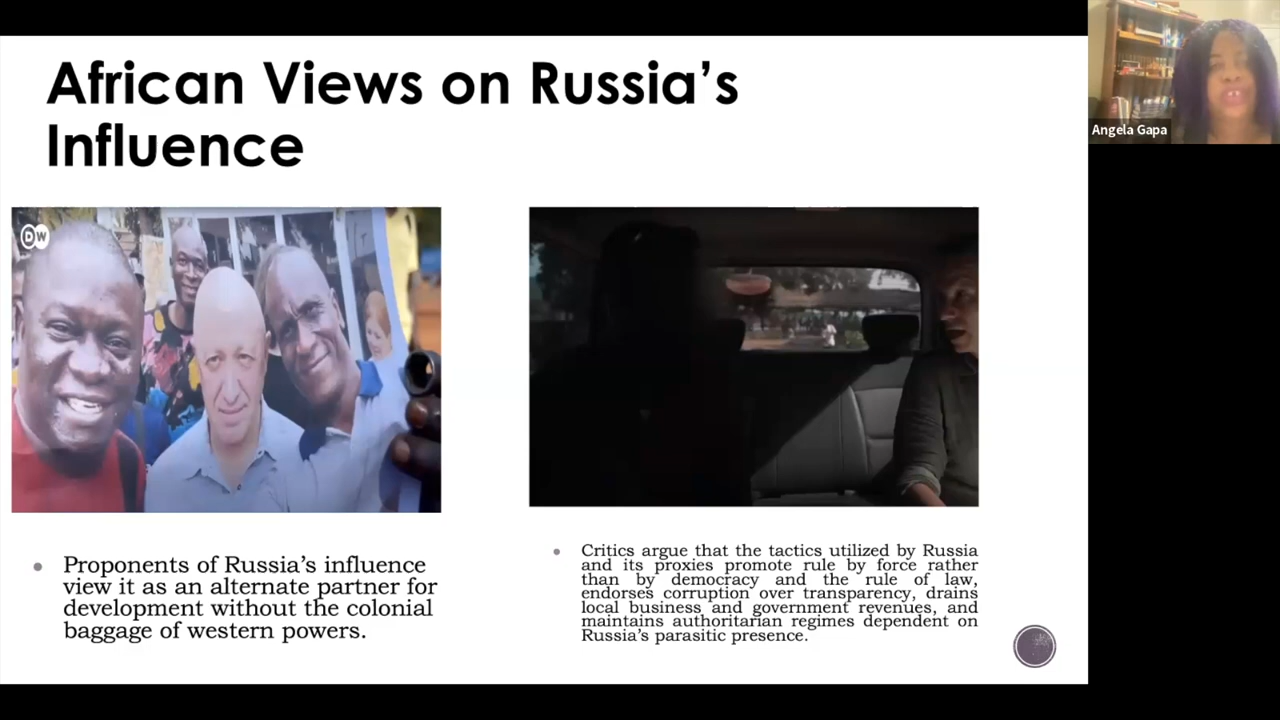 African Views on Russia's
Influence
DW
Proponents of Russia's influence
view it as an alternate partner for
development without the colonial
baggage of western powers.
Critics argue that the tactics utilized by Russia
and its proxies promote rule by force rather
than by democracy and the rule of law,
endorses corruption over transparency, drains
local business and government revenues, and
maintains authoritarian regimes dependent on
Russia's parasitic presence.
Angela Gapa